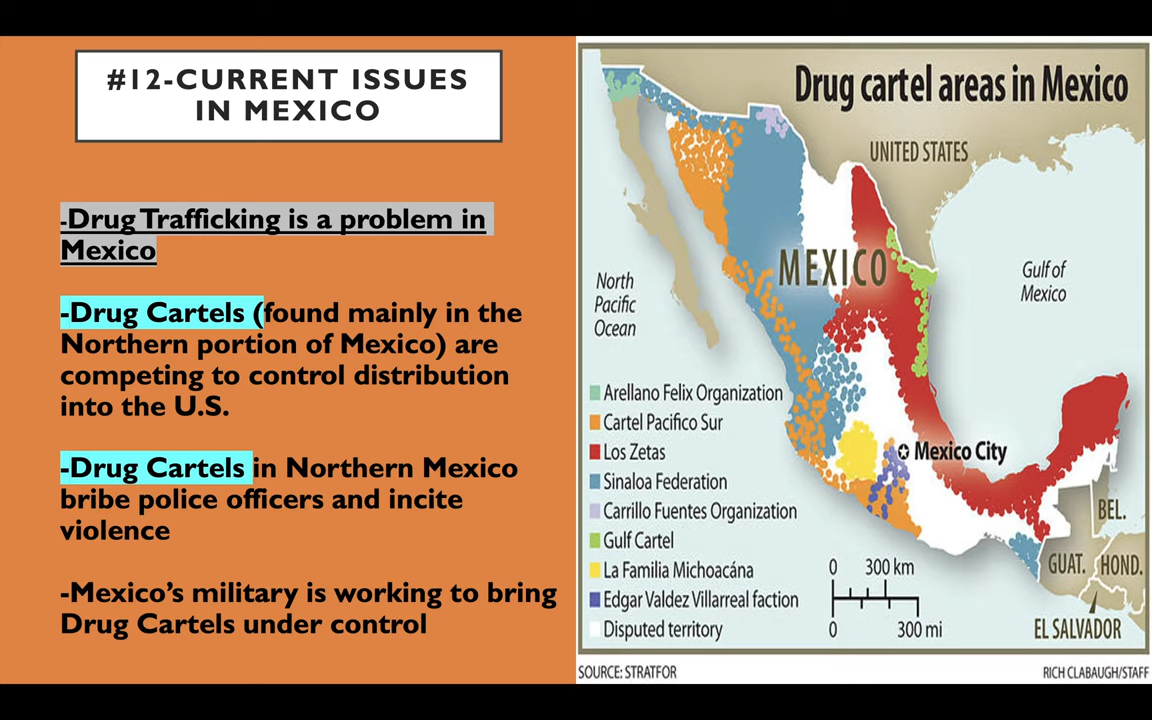 #12-CURRENT ISSUES
IN MEXICO
-Drug Trafficking is a problem in
Mexico
-Drug Cartels (found mainly in the
Northern portion of Mexico) are
competing to control distribution
into the U.S.
-Drug Cartels in Northern Mexico
bribe police officers and incite
violence
-Mexico’s military is working to bring
Drug Cartels under control
Drug cartel areas in Mexico
UNITED STATES
MEXICO
North
Pacific
Ocean
Gulf of
Mexico
Arellano Felix Organization
Cartel Pacifico Sur
Los Zetas
Sinaloa Federation
Carrillo Fuentes Organization
Gulf Cartel
La Familia Michoacána
Edgar Valdez Villarreal faction
Disputed territory
Mexico City
BEL.
GUAT.
HOND.
EL SALVADOR
0 300 km
0 300 mi
SOURCE: STRATFOR
RICH CLABAUGH/STAFF